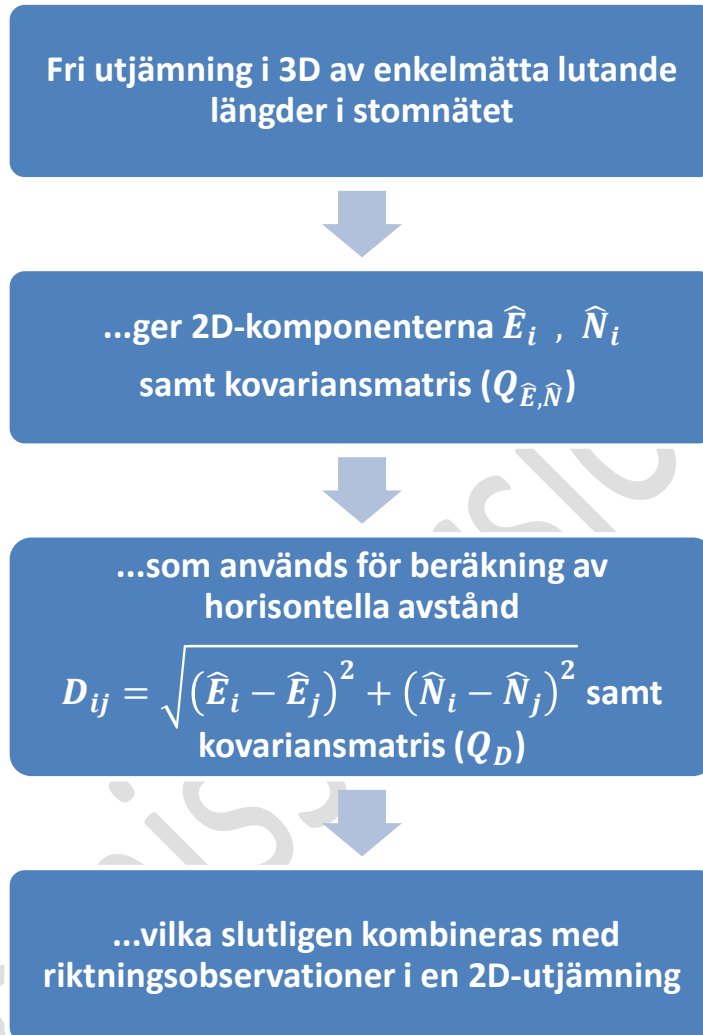 Fri utjämning i 3D av enkelmätta lutande
längder i stomnätet
...ger 2D-komponenterna Ê_i , N̂_i
samt kovariansmatris (Q_Ê,N̂)
...som används för beräkning av
horisontella avstånd
D_ij = √((Ê_i − Ê_j)² + (N̂_i − N̂_j)²) samt
kovariansmatris (Q_D)
...vilka slutligen kombineras med
riktningsobservationer i en 2D-utjämning